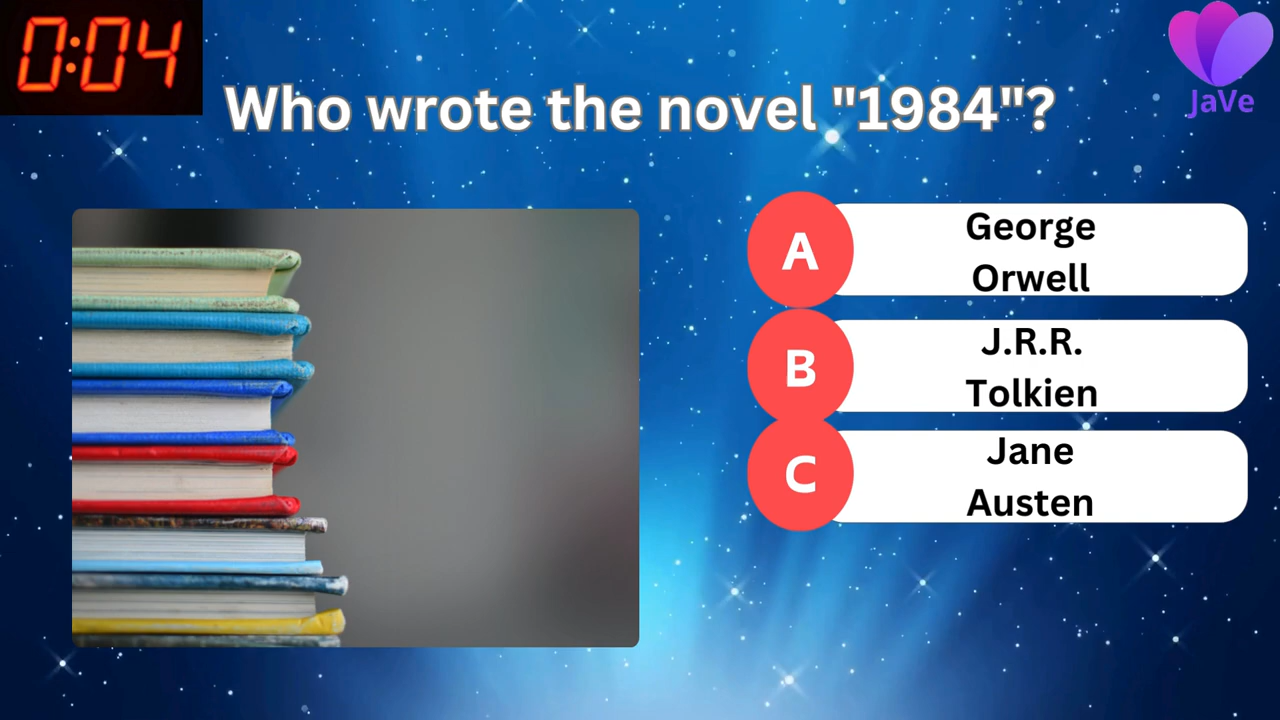 0:04
JaVe
Who wrote the novel "1984"?
A
George
Orwell
B
J.R.R.
Tolkien
C
Jane
Austen